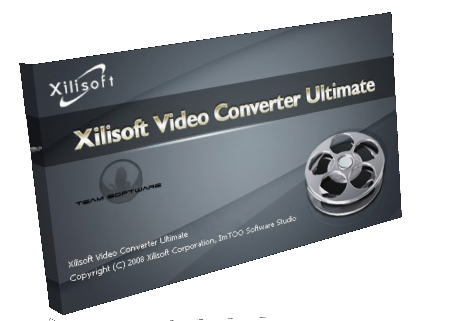 Xilisoft
Xilisoft Video Converter Ultimate
TEAM SOFTWARE
Xilisoft Video Converter Ultimate
Copyright (C) 2008 Xilisoft Corporation, ImTOO Software Studio